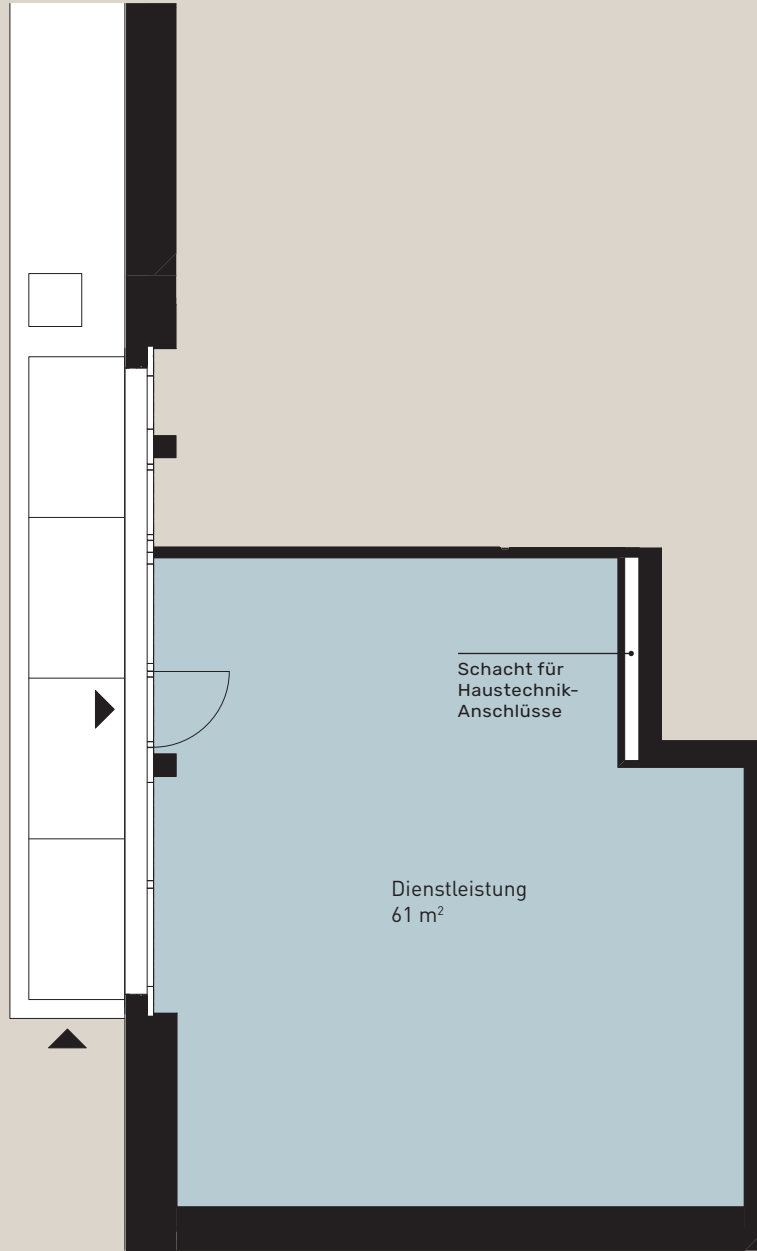 Schacht für
Haustechnik-
Anschlüsse
Dienstleistung
61 m²